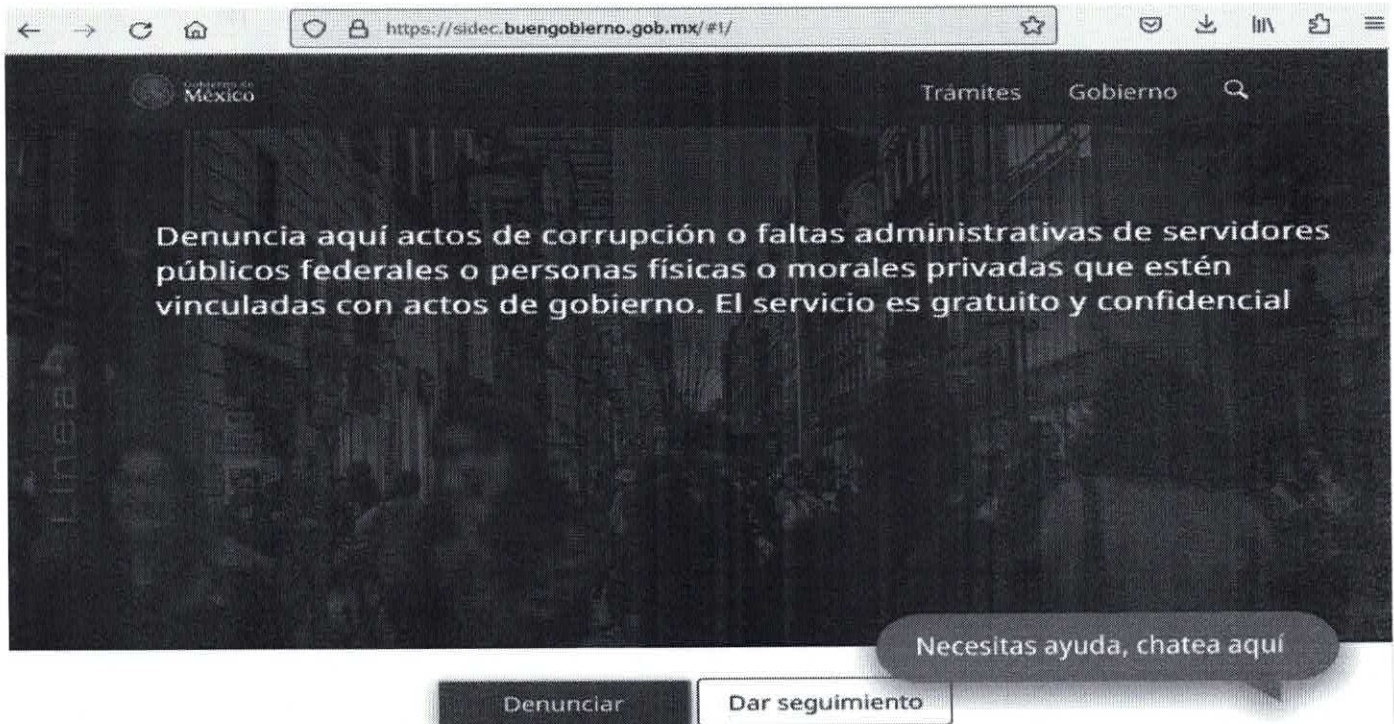 https://sidec.buengobierno.gob.mx/#!/
Gobierno de
México
Trámites Gobierno
Denuncia aquí actos de corrupción o faltas administrativas de servidores
públicos federales o personas físicas o morales privadas que estén
vinculadas con actos de gobierno. El servicio es gratuito y confidencial
Necesitas ayuda, chatea aquí
Denunciar Dar seguimiento